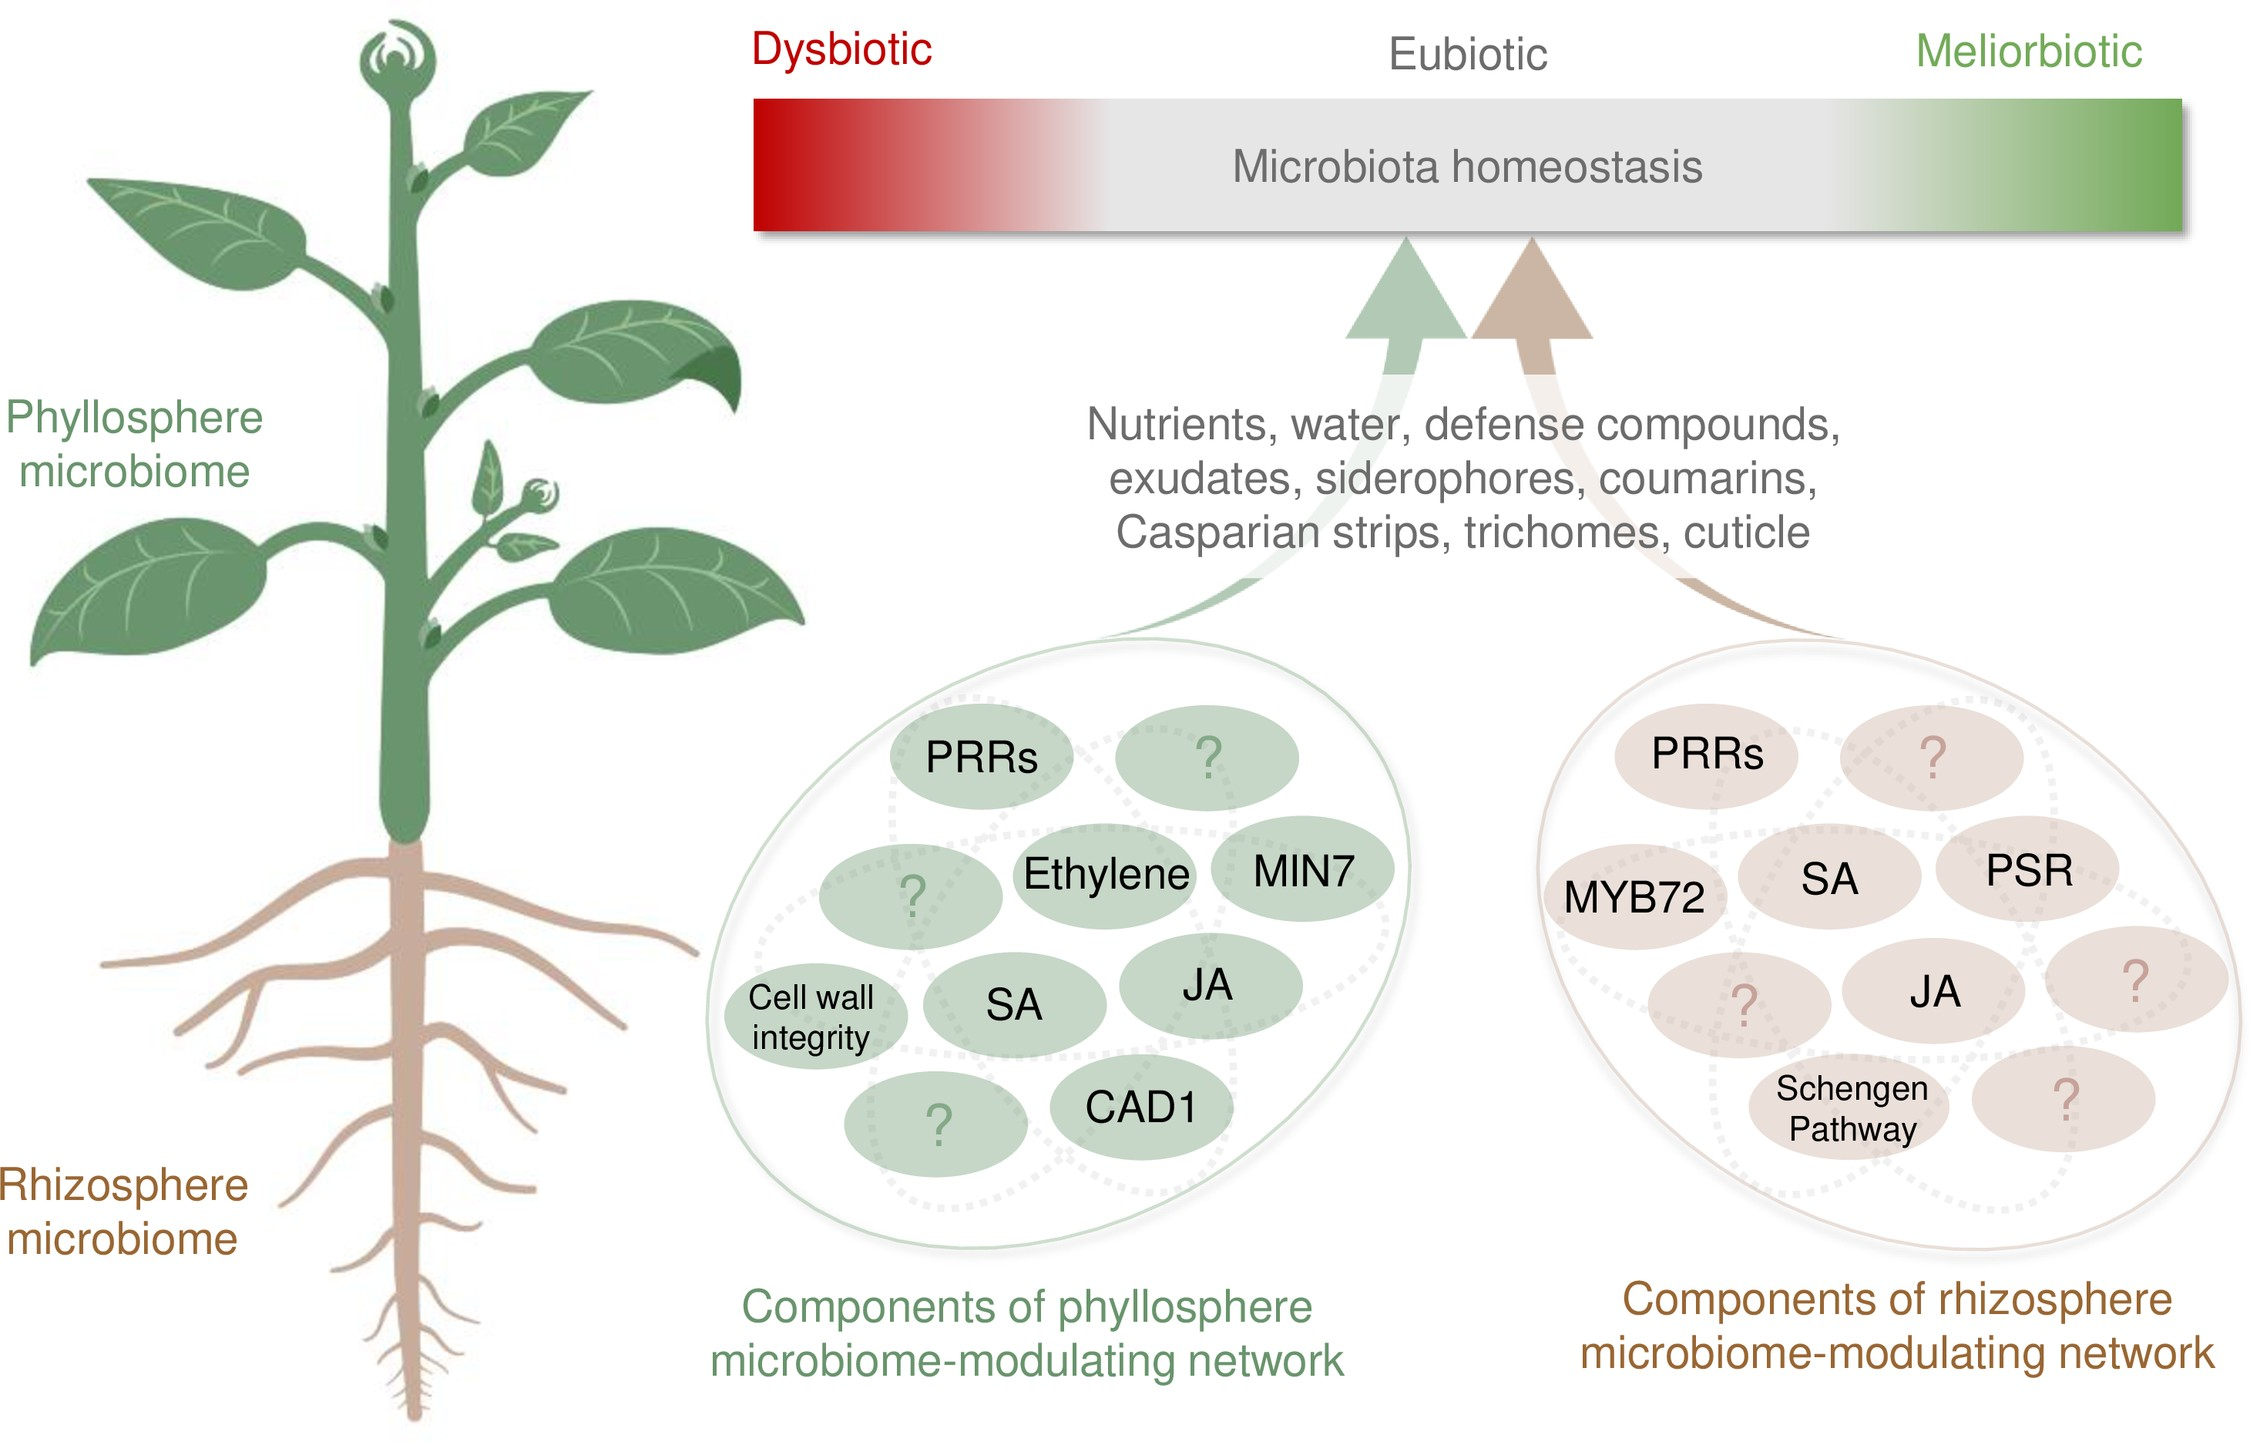 Dysbiotic
Eubiotic
Meliorbiotic
Microbiota homeostasis
Phyllosphere
microbiome
Nutrients, water, defense compounds,
exudates, siderophores, coumarins,
Casparian strips, trichomes, cuticle
PRRs
?
?
Ethylene
MIN7
Cell wall
integrity
SA
JA
?
CAD1
PRRs
?
MYB72
SA
PSR
?
JA
?
Schengen
Pathway
?
Rhizosphere
microbiome
Components of phyllosphere
microbiome-modulating network
Components of rhizosphere
microbiome-modulating network